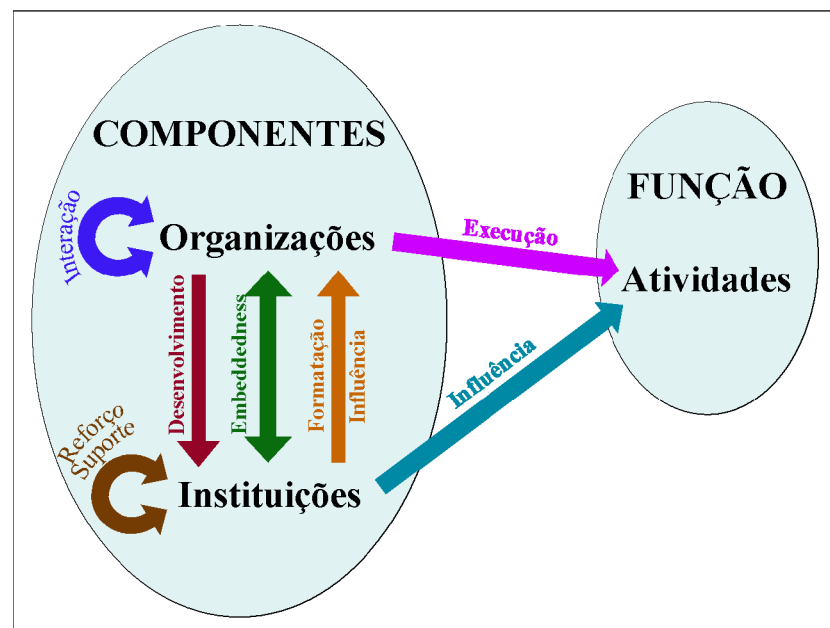 COMPONENTES
FUNÇÃO
Interação
Organizações
Execução
Atividades
Desenvolvimento
Embeddedness
Formatação
Influência
Influência
Reforço
Suporte
Instituições